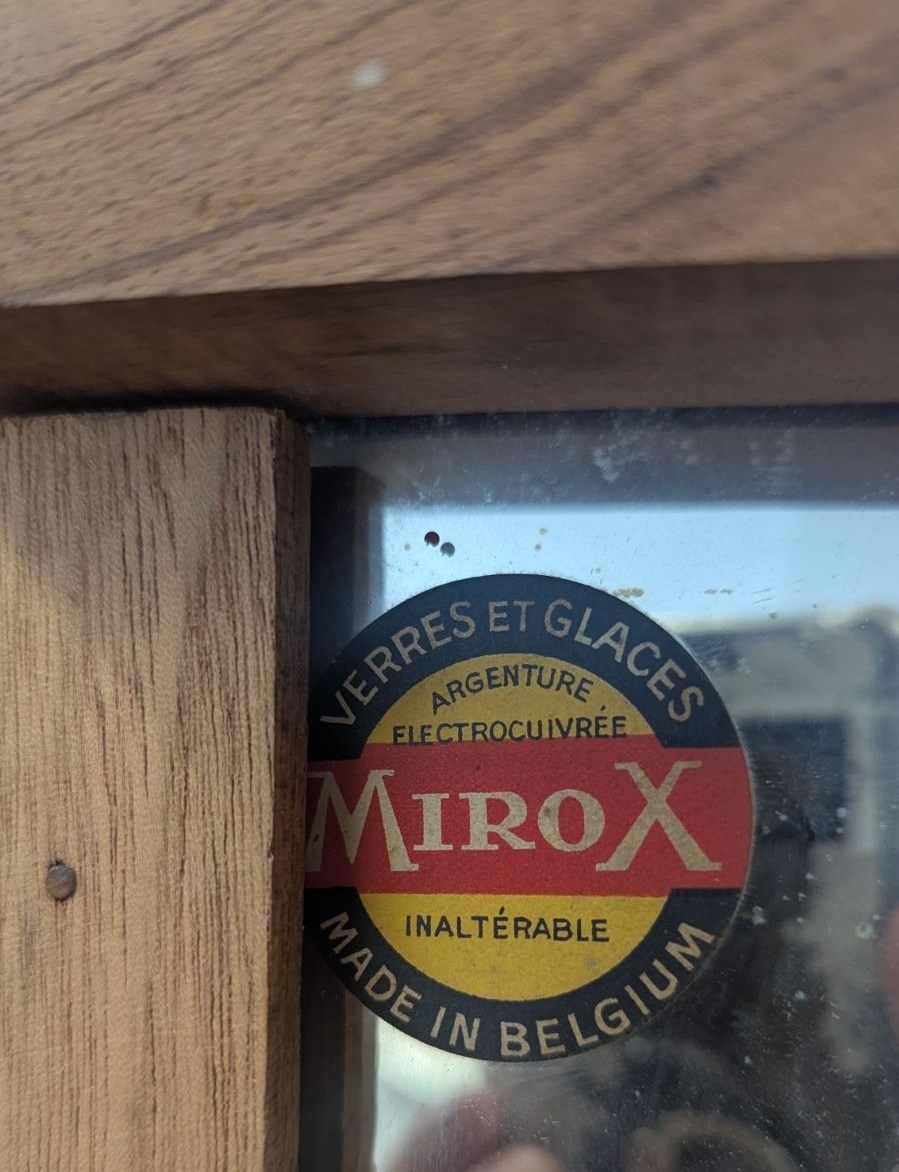 VERRES ET GLACES
ARGENTURE
ELECTROCUIVRÉE
MIROX
INALTÉRABLE
MADE IN BELGIUM